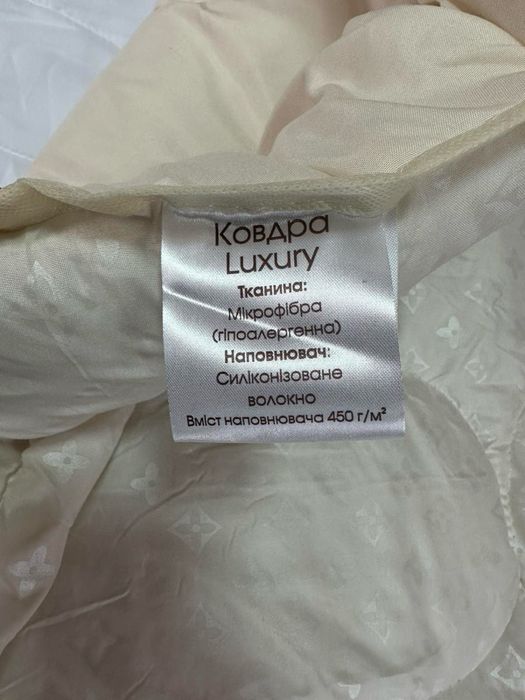 Ковдра
Luxury
Тканина:
Мікрофібра
(гіпоалергенна)
Наповнювач:
Силіконізоване
волокно
Вміст наповнювача 450 г/м²